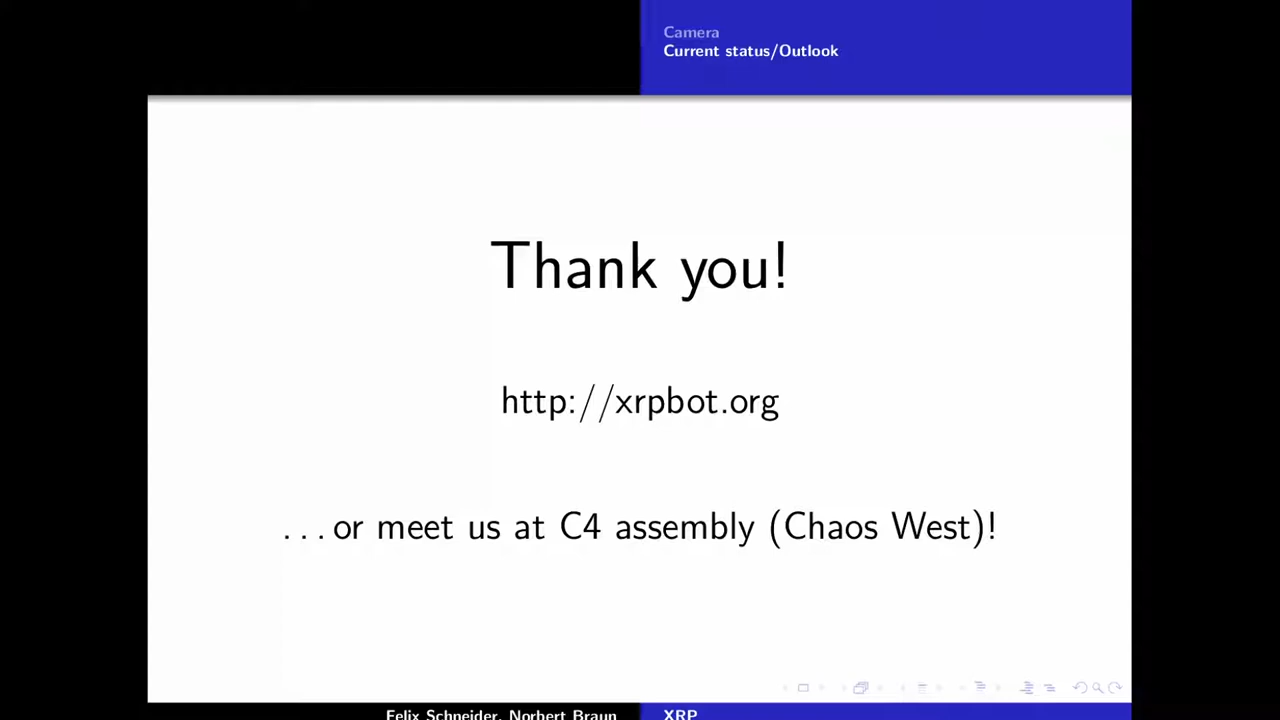 Camera
Current status/Outlook
Thank you!
http://xrpbot.org
...or meet us at C4 assembly (Chaos West)!
Felix Schneider, Norbert Braun
XRP